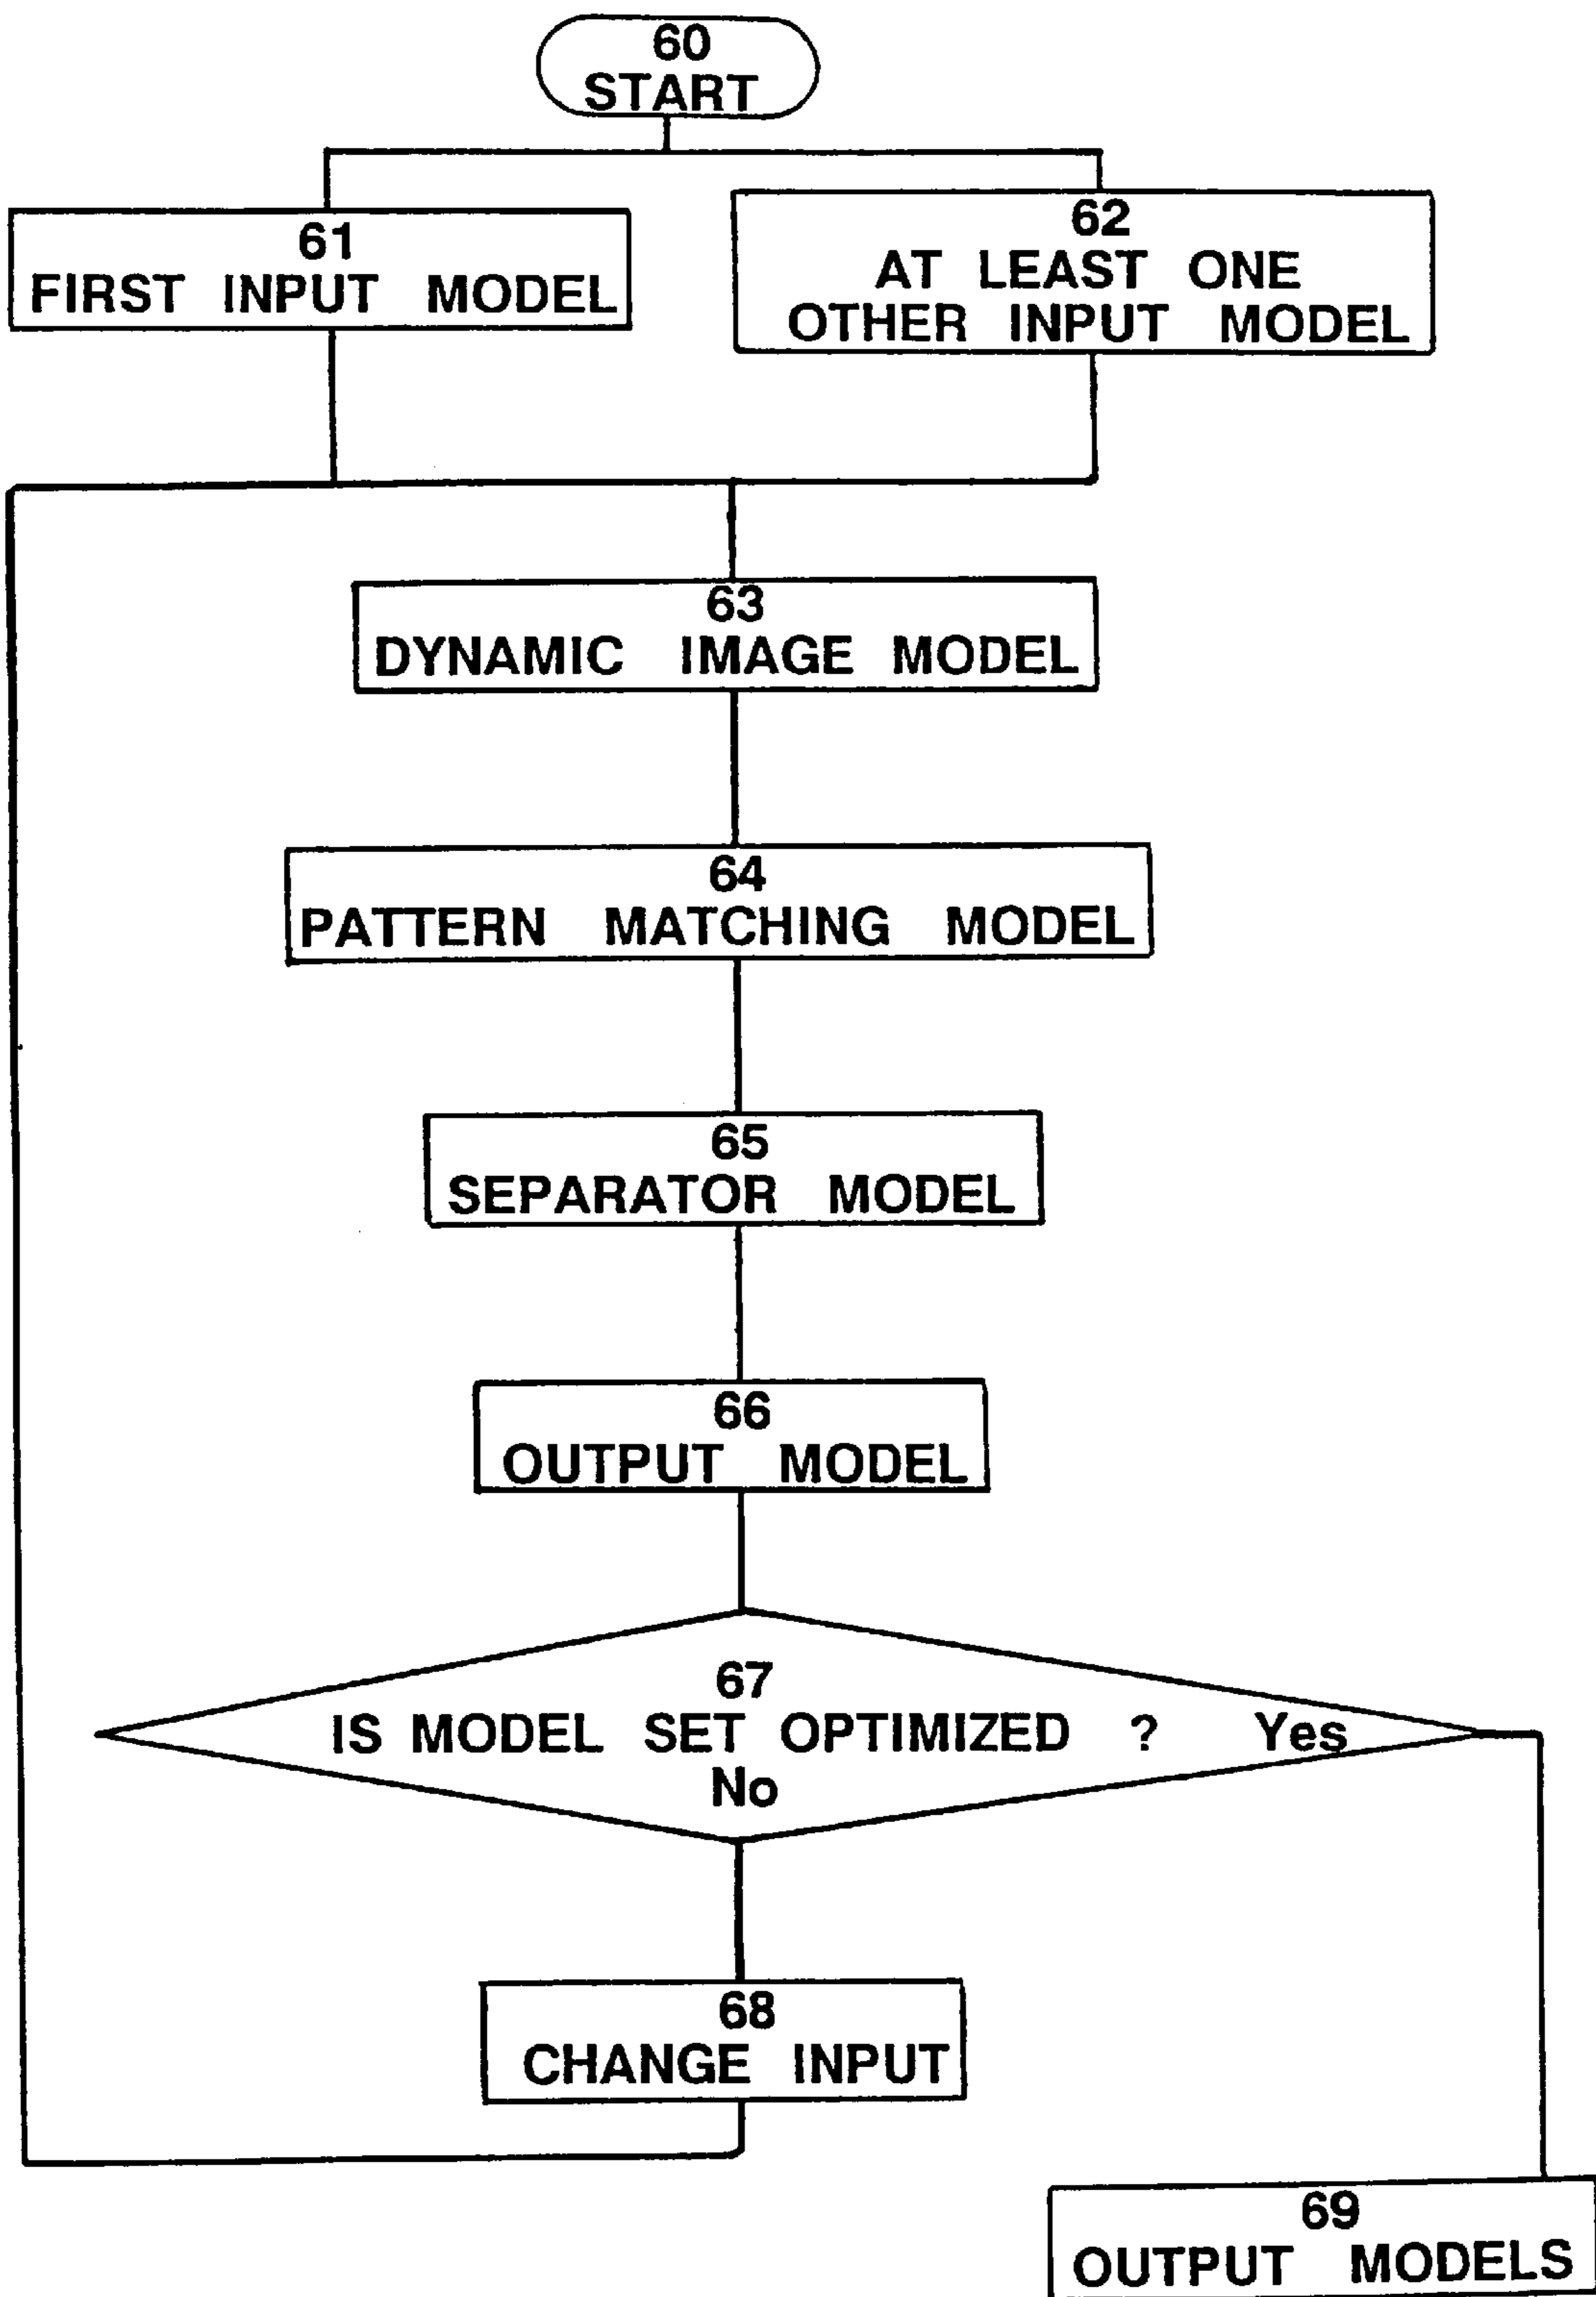 60
START
61
FIRST INPUT MODEL
62
AT LEAST ONE
OTHER INPUT MODEL
63
DYNAMIC IMAGE MODEL
64
PATTERN MATCHING MODEL
65
SEPARATOR MODEL
66
OUTPUT MODEL
67
IS MODEL SET OPTIMIZED ? Yes
No
68
CHANGE INPUT
69
OUTPUT MODELS